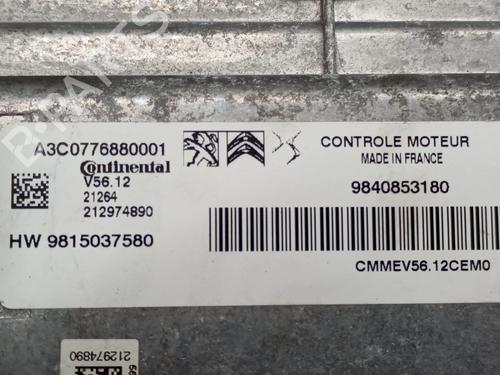 A3C0776880001
Continental
V56.12
21264
212974890
HW 9815037580
CONTROLE MOTEUR
MADE IN FRANCE
9840853180
CMMEV56.12CEM0
212974890
B-PARTS